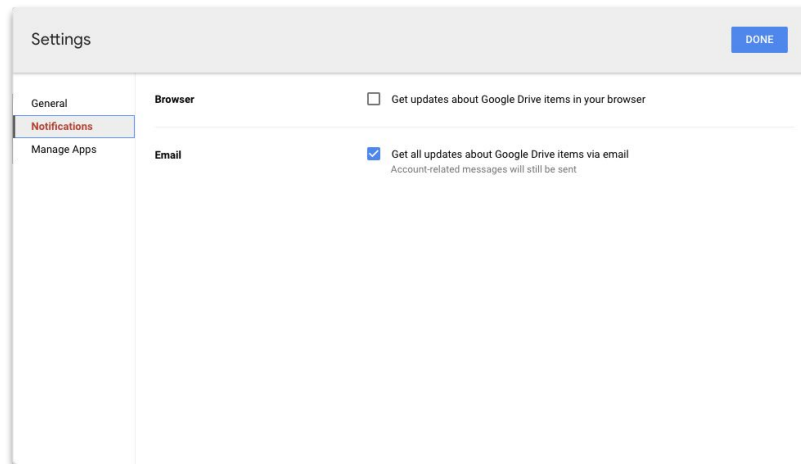 Settings
DONE
General
Notifications
Manage Apps
Browser
Get updates about Google Drive items in your browser
Email
Get all updates about Google Drive items via email
Account-related messages will still be sent